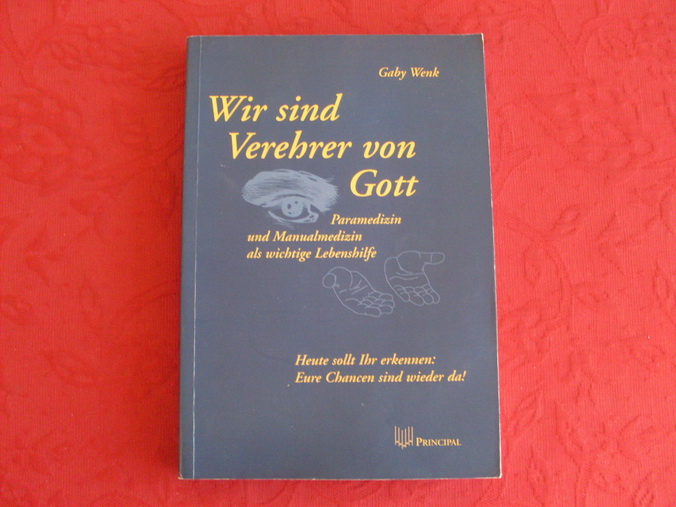 Gaby Wenk
Wir sind
Verehrer von
Gott
Paramedizin
und Manualmedizin
als wichtige Lebenshilfe
Heute sollt Ihr erkennen:
Eure Chancen sind wieder da!
PRINCIPAL